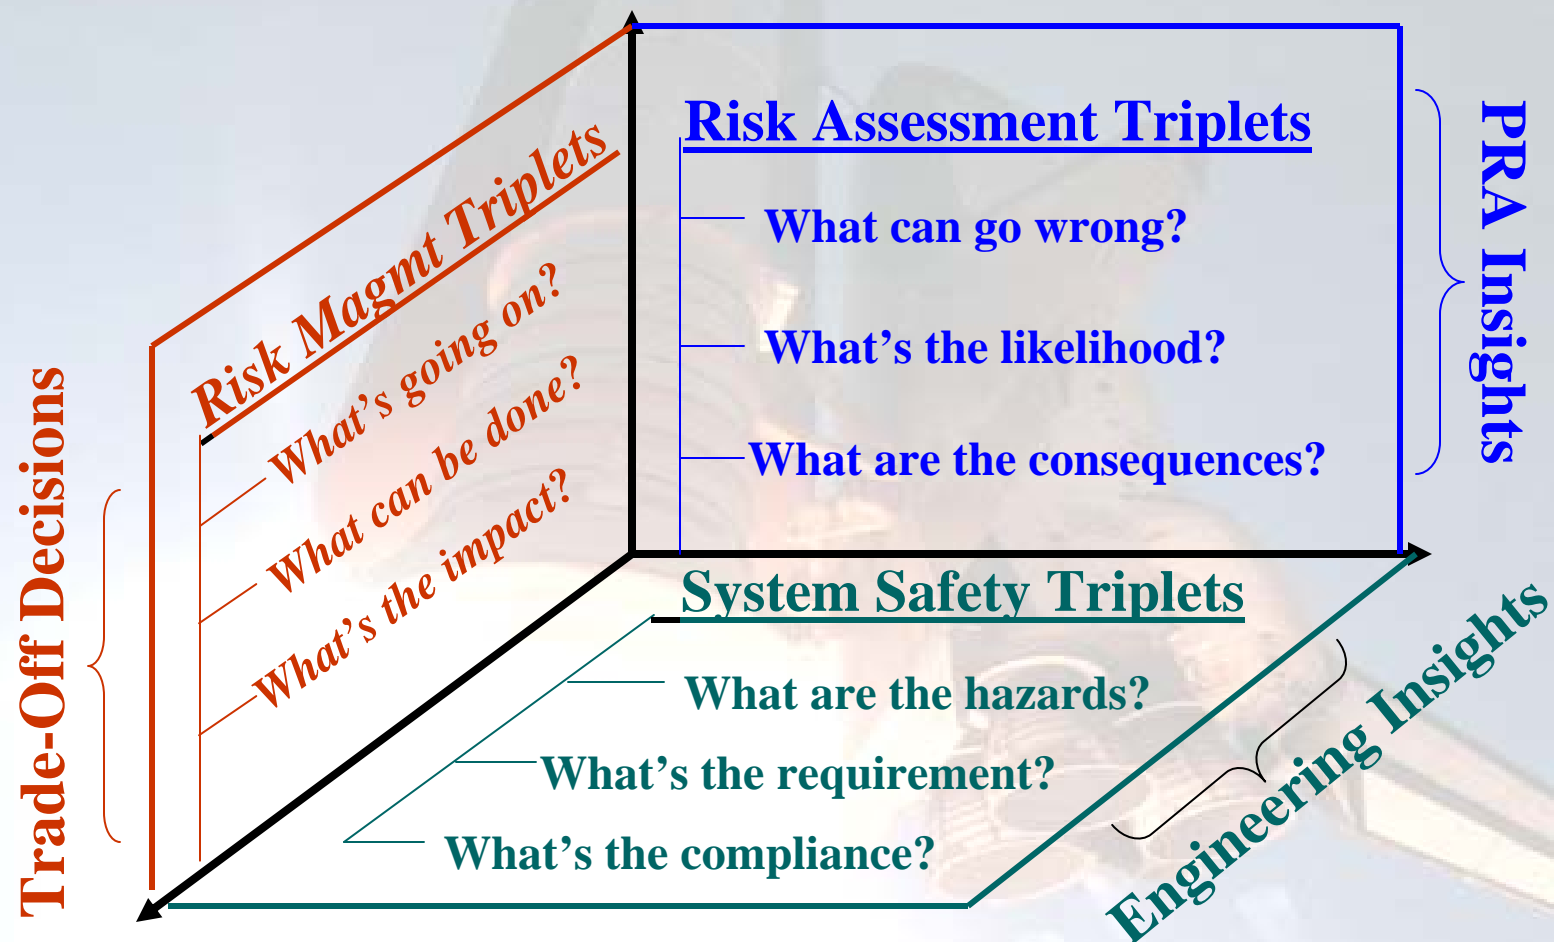 Risk Assessment Triplets
What can go wrong?
What's the likelihood?
What are the consequences?
PRA Insights
Risk Magmt Triplets
What's going on?
What can be done?
What's the impact?
Trade-Off Decisions
System Safety Triplets
What are the hazards?
What's the requirement?
What's the compliance?
Engineering Insights